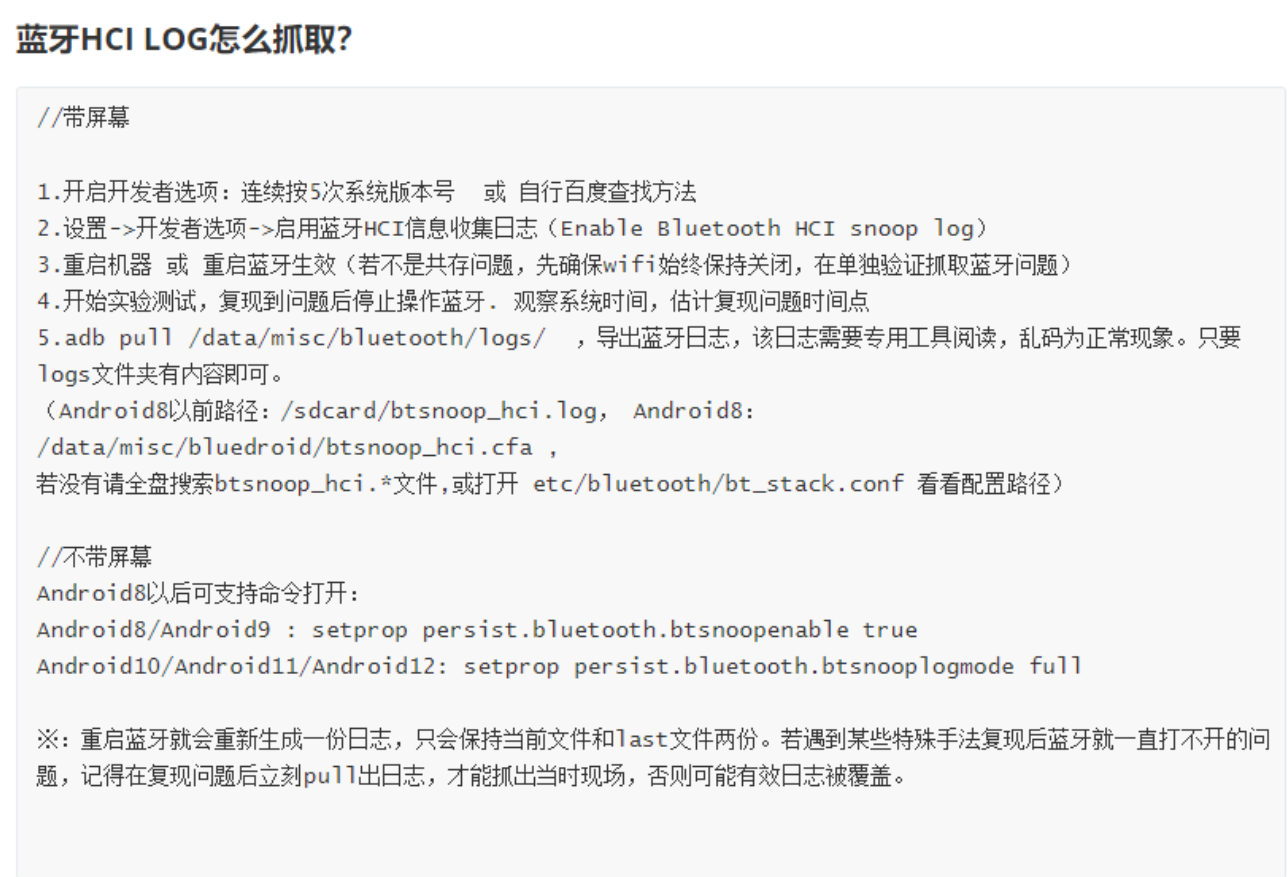 蓝牙HCI LOG怎么抓取？
//带屏幕
1.开启开发者选项：连续按5次系统版本号  或 自行百度查找方法
2.设置->开发者选项->启用蓝牙HCI信息收集日志（Enable Bluetooth HCI snoop log）
3.重启机器 或 重启蓝牙生效（若不是共存问题，先确保wifi始终保持关闭，在单独验证抓取蓝牙问题）
4.开始实验测试，复现到问题后停止操作蓝牙. 观察系统时间，估计复现问题时间点
5.adb pull /data/misc/bluetooth/logs/  ，导出蓝牙日志，该日志需要专用工具阅读，乱码为正常现象。只要
logs文件夹有内容即可。
（Android8以前路径：/sdcard/btsnoop_hci.log， Android8：
/data/misc/bluedroid/btsnoop_hci.cfa ，
若没有请全盘搜索btsnoop_hci.*文件,或打开 etc/bluetooth/bt_stack.conf 看看配置路径）
//不带屏幕
Android8以后可支持命令打开：
Android8/Android9 : setprop persist.bluetooth.btsnoopenable true
Android10/Android11/Android12: setprop persist.bluetooth.btsnooplogmode full
※：重启蓝牙就会重新生成一份日志，只会保持当前文件和last文件两份。若遇到某些特殊手法复现后蓝牙就一直打不开的问
题，记得在复现问题后立刻pull出日志，才能抓出当时现场，否则可能有效日志被覆盖。